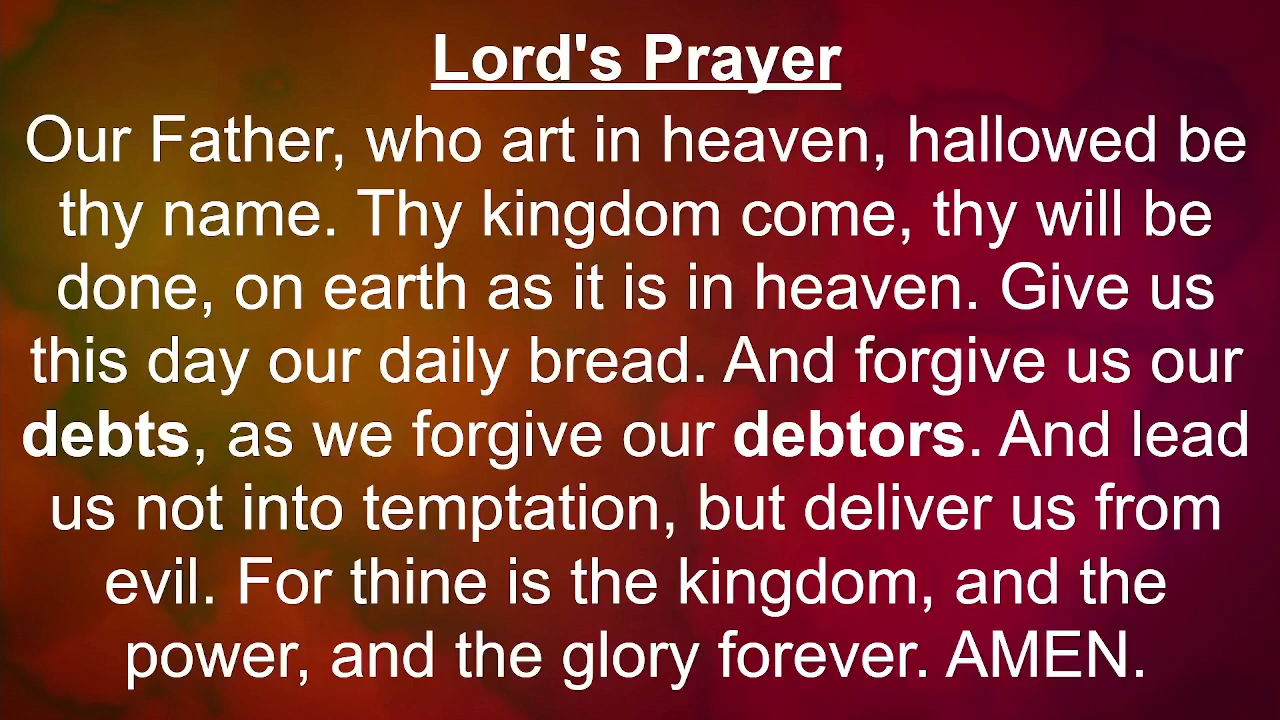 Lord's Prayer
Our Father, who art in heaven, hallowed be
thy name. Thy kingdom come, thy will be
done, on earth as it is in heaven. Give us
this day our daily bread. And forgive us our
debts, as we forgive our debtors. And lead
us not into temptation, but deliver us from
evil. For thine is the kingdom, and the
power, and the glory forever. AMEN.